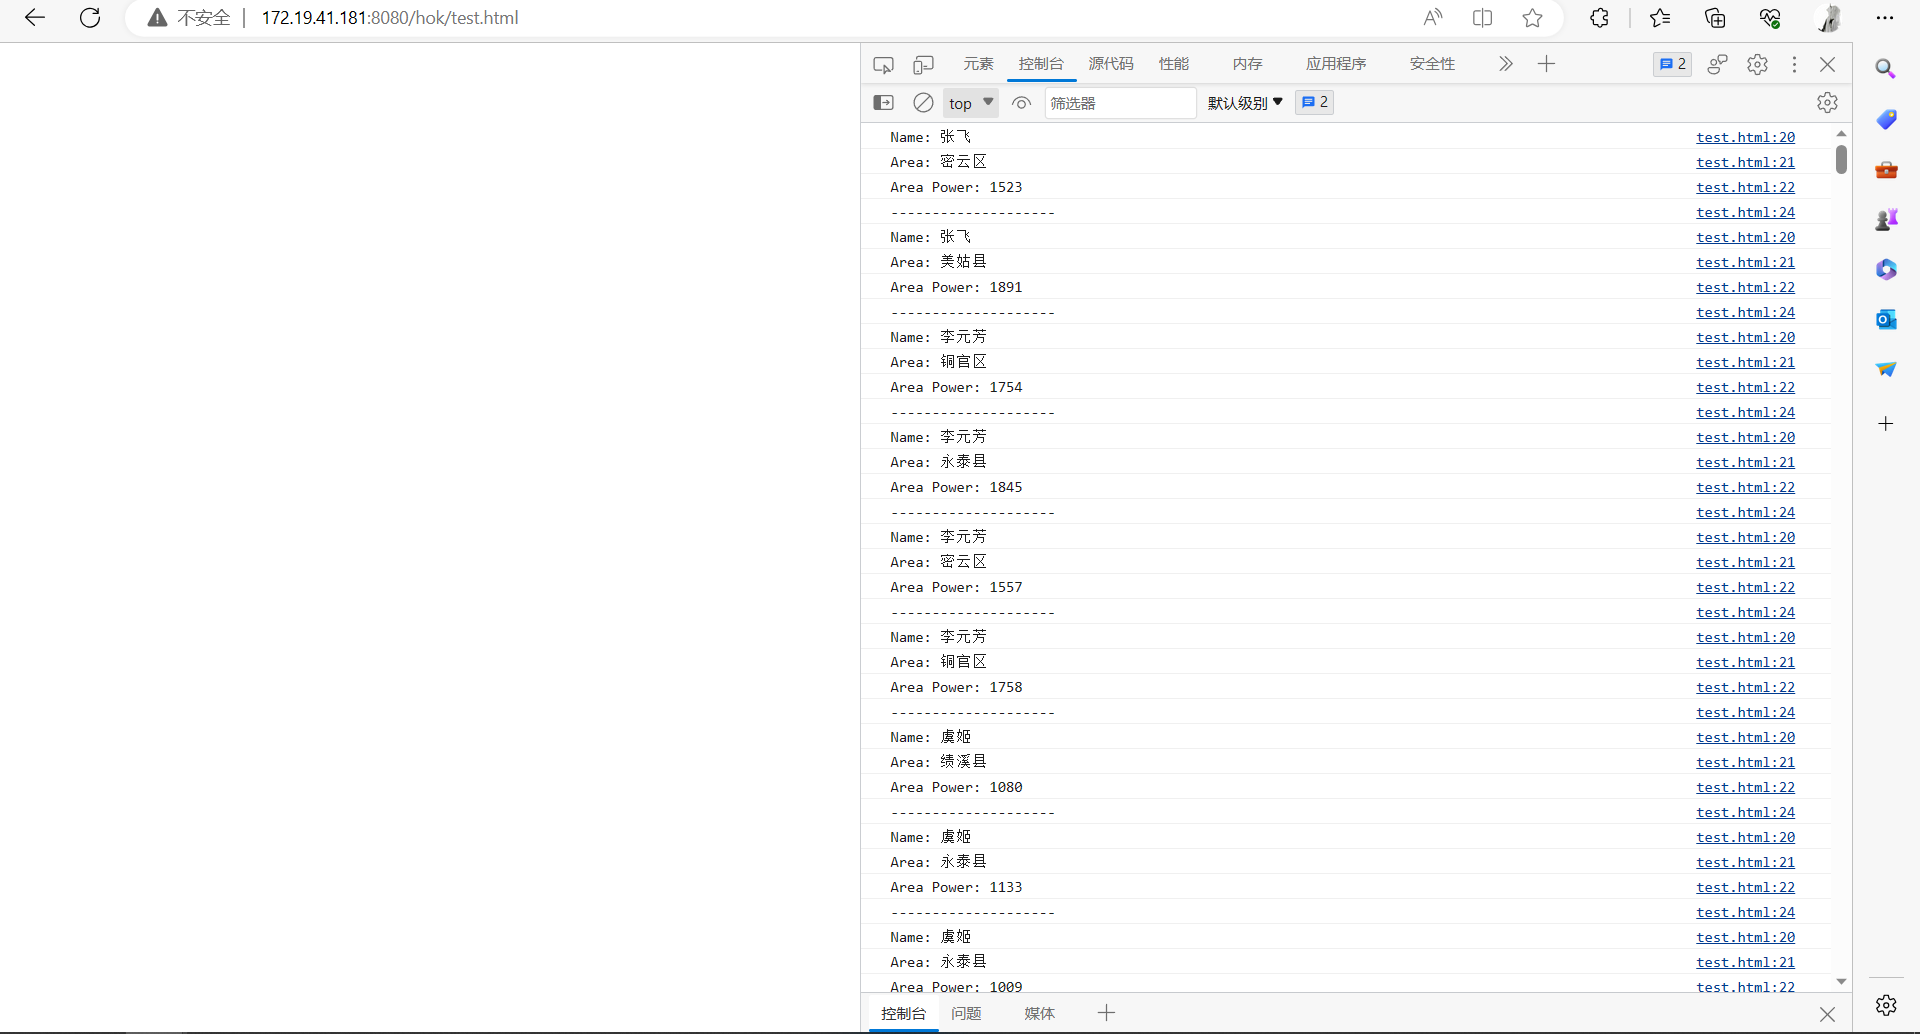 不安全 172.19.41.181:8080/hok/test.html
元素 控制台 源代码 性能 内存 应用程序 安全性 2
top 筛选器 默认级别 2
Name: 张飞 test.html:20
Area: 密云区 test.html:21
Area Power: 1523 test.html:22
-------------------- test.html:24
Name: 张飞 test.html:20
Area: 美姑县 test.html:21
Area Power: 1891 test.html:22
-------------------- test.html:24
Name: 李元芳 test.html:20
Area: 铜官区 test.html:21
Area Power: 1754 test.html:22
-------------------- test.html:24
Name: 李元芳 test.html:20
Area: 永泰县 test.html:21
Area Power: 1845 test.html:22
-------------------- test.html:24
Name: 李元芳 test.html:20
Area: 密云区 test.html:21
Area Power: 1557 test.html:22
-------------------- test.html:24
Name: 李元芳 test.html:20
Area: 铜官区 test.html:21
Area Power: 1758 test.html:22
-------------------- test.html:24
Name: 虞姬 test.html:20
Area: 绩溪县 test.html:21
Area Power: 1080 test.html:22
-------------------- test.html:24
Name: 虞姬 test.html:20
Area: 永泰县 test.html:21
Area Power: 1133 test.html:22
-------------------- test.html:24
Name: 虞姬 test.html:20
Area: 永泰县 test.html:21
Area Power: 1009 test.html:22
控制台 问题 媒体